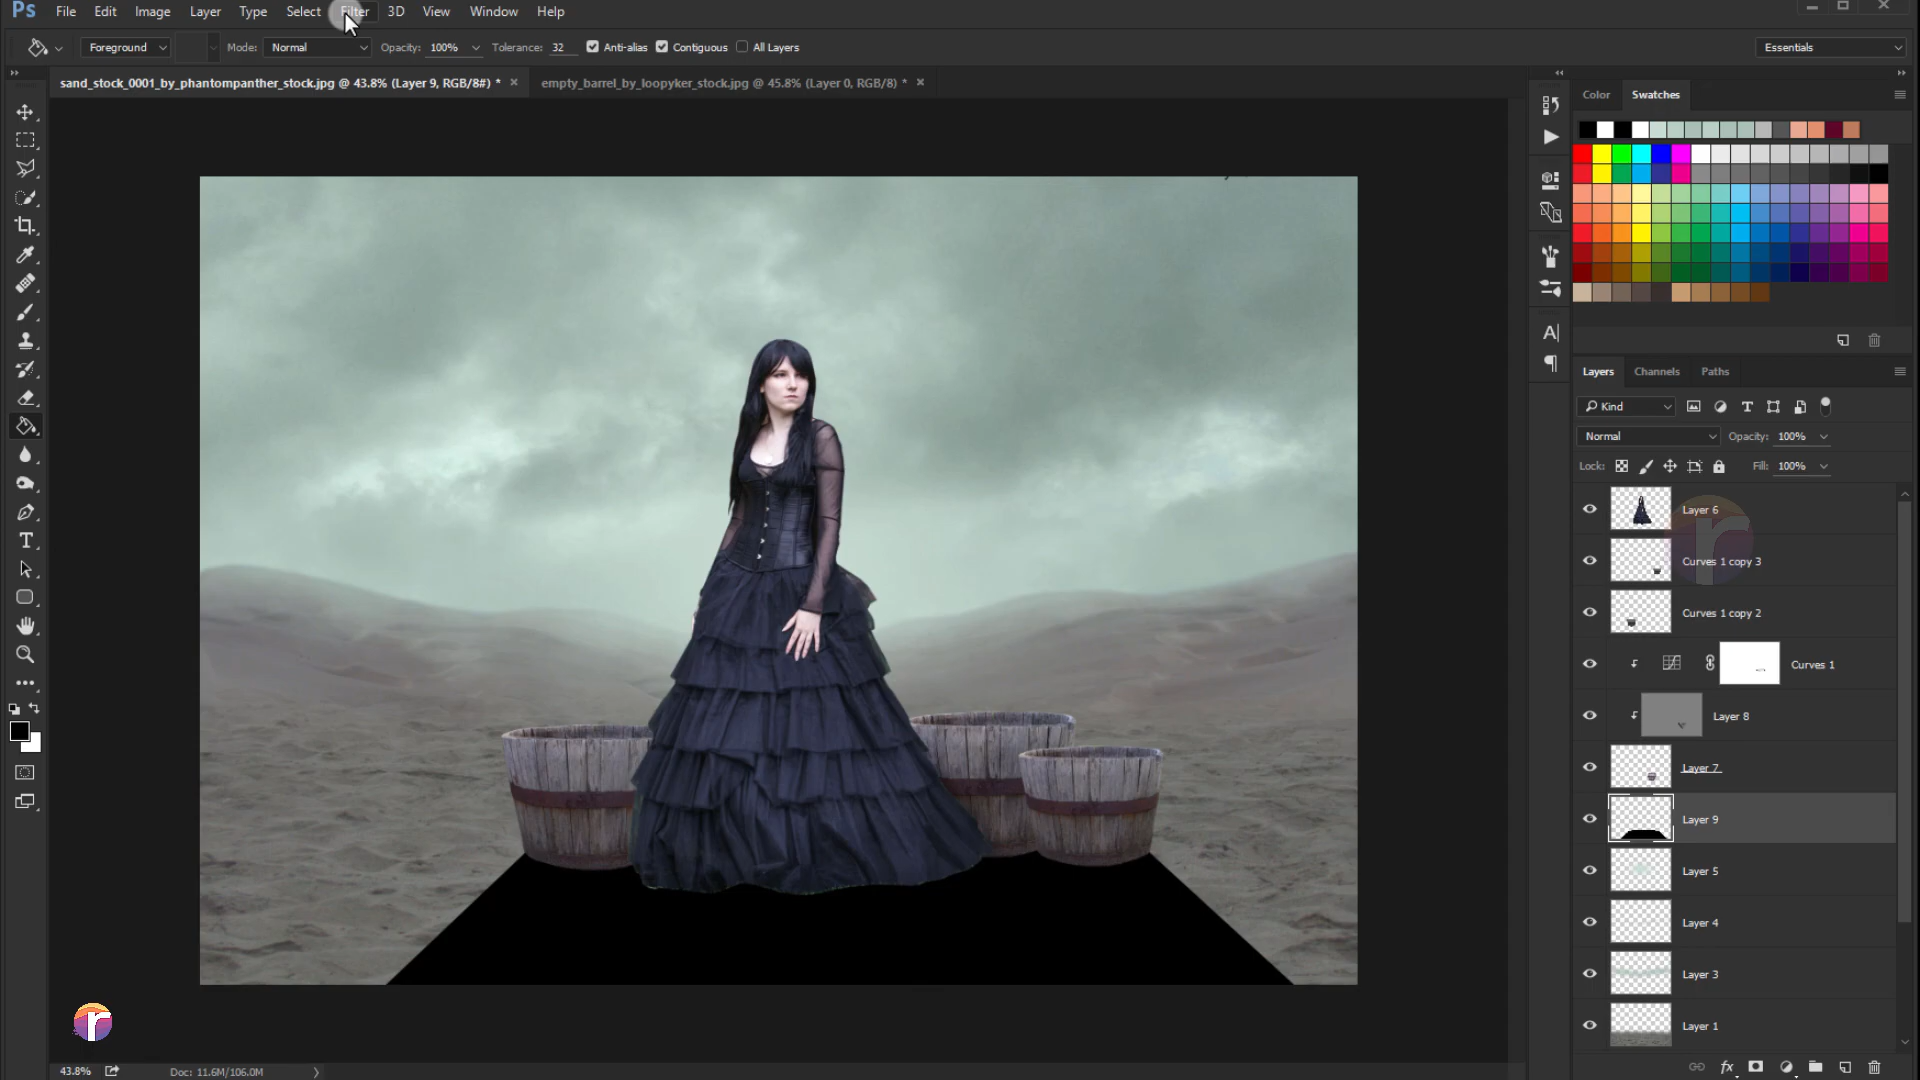 Ps File Edit Image Layer Type Select Filter 3D View Window Help
Foreground Mode: Normal Opacity: 100% Tolerance: 32 Anti-alias Contiguous All Layers Essentials
sand_stock_0001_by_phantompanther_stock.jpg @ 43.8% (Layer 9, RGB/8#) * × empty_barrel_by_loopyker_stock.jpg @ 45.8% (Layer 0, RGB/8) * ×
Color Swatches
Layers Channels Paths
Kind
Normal Opacity: 100%
Lock: Fill: 100%
Layer 6
Curves 1 copy 3
Curves 1 copy 2
Curves 1
Layer 8
Layer 7
Layer 9
Layer 5
Layer 4
Layer 3
Layer 1
r
43.8% Doc: 11.6M/106.0M
fx